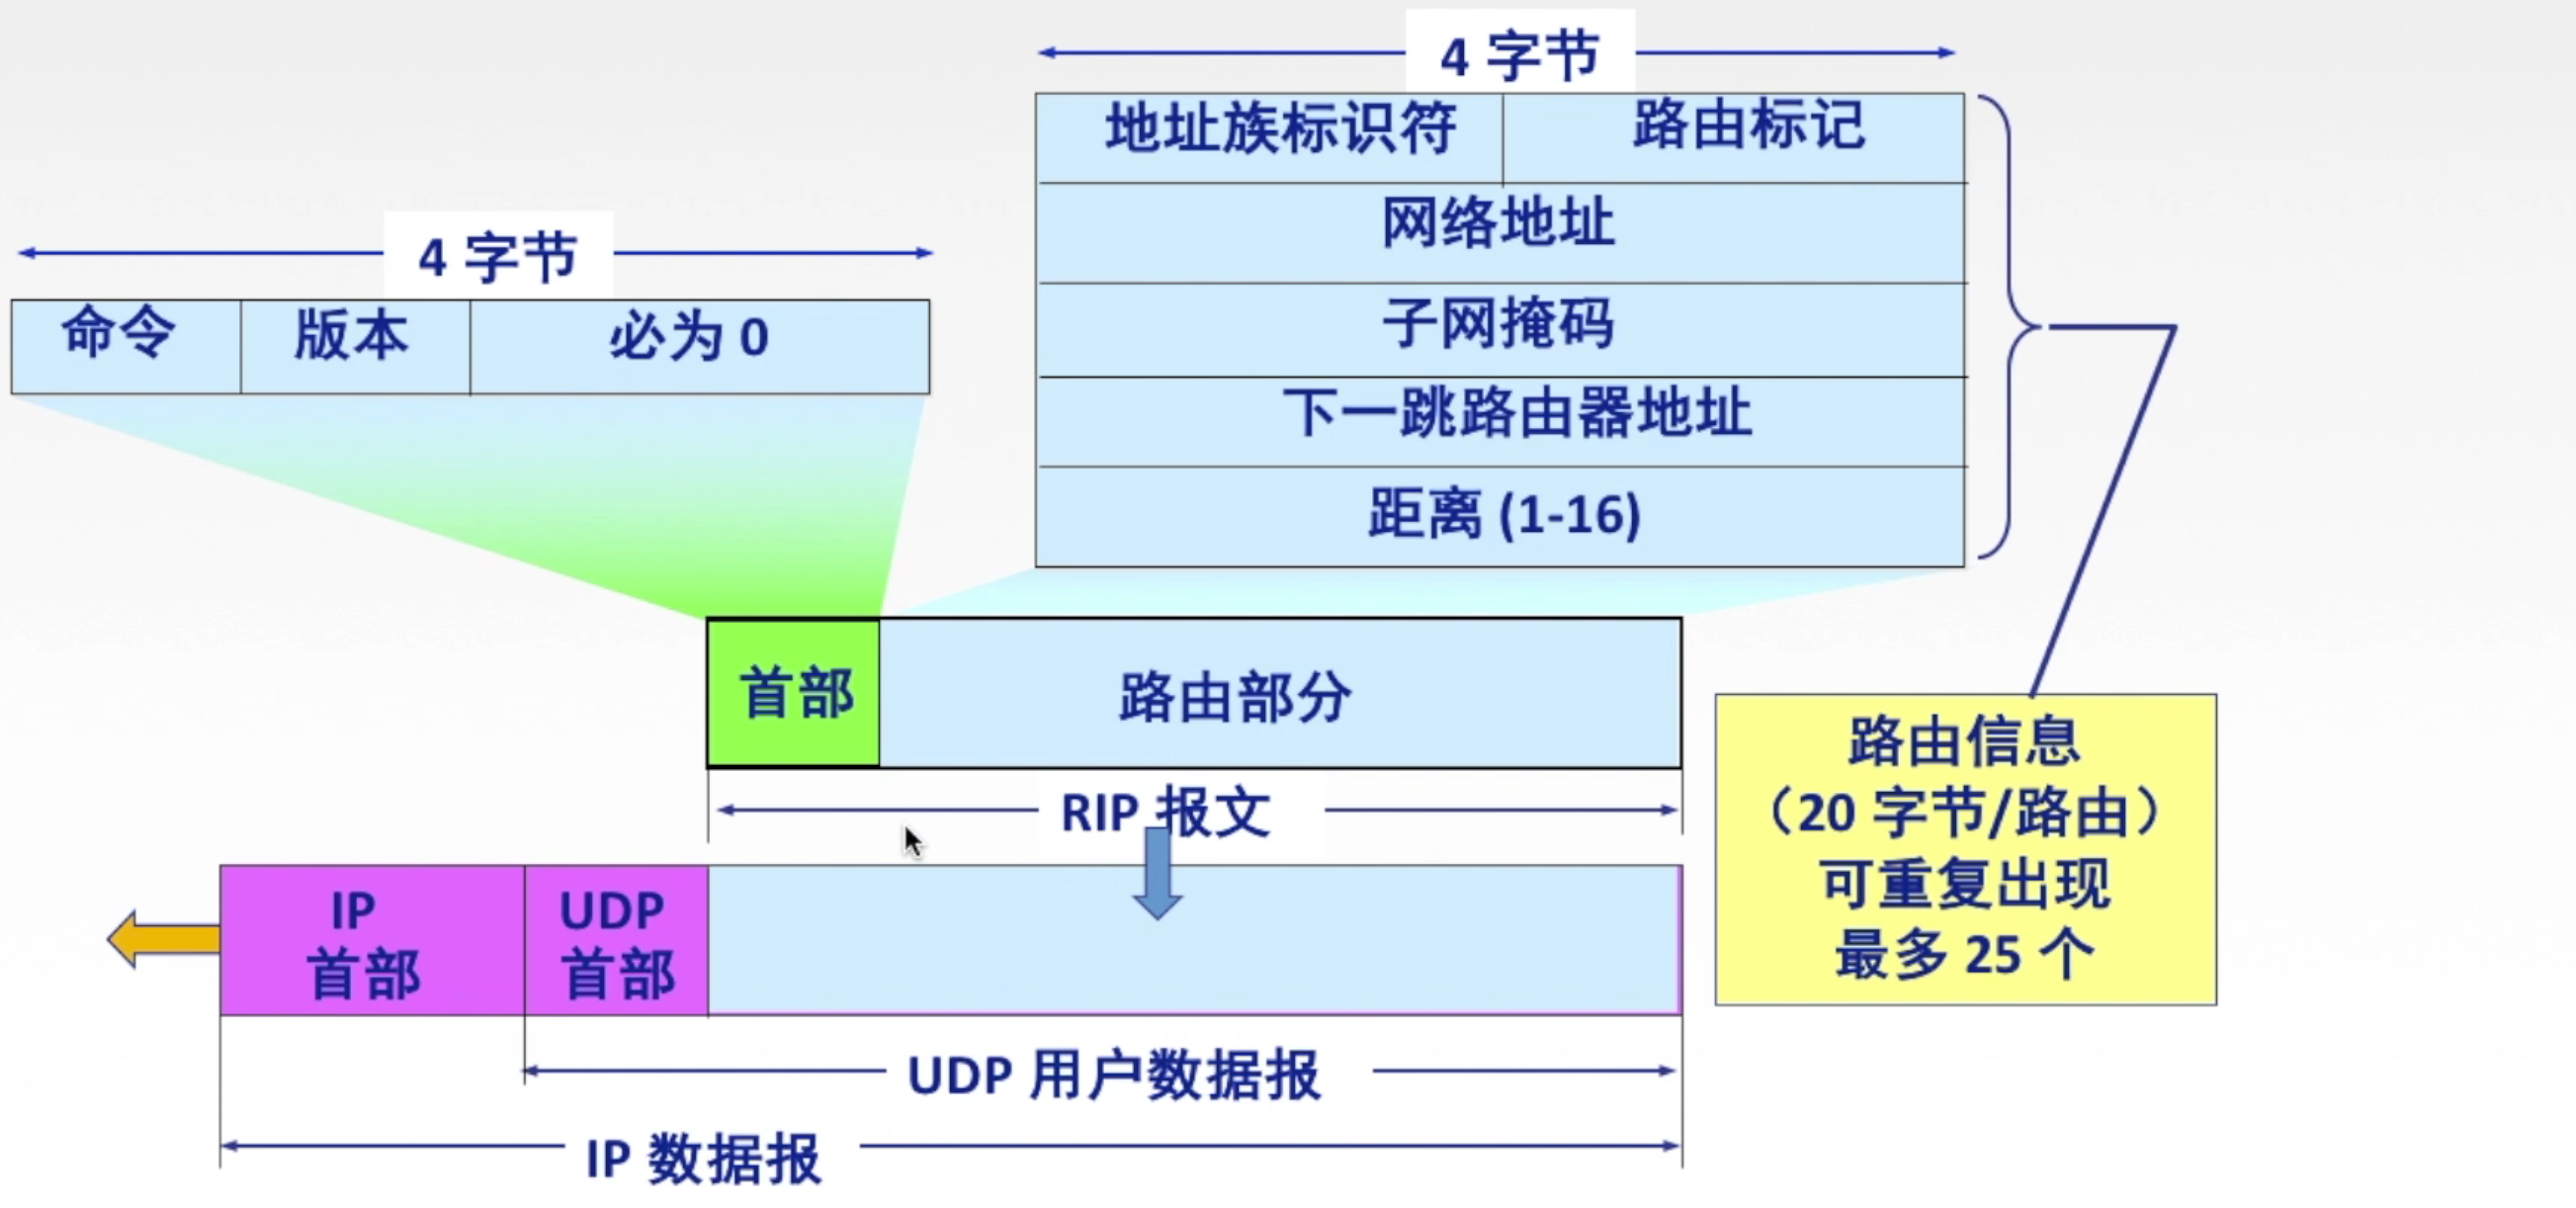 4 字节
地址族标识符
路由标记
网络地址
子网掩码
下一跳路由器地址
距离 (1-16)
4 字节
命令
版本
必为 0
首部
路由部分
RIP 报文
路由信息
（20 字节/路由）
可重复出现
最多 25 个
IP
首部
UDP
首部
UDP 用户数据报
IP 数据报